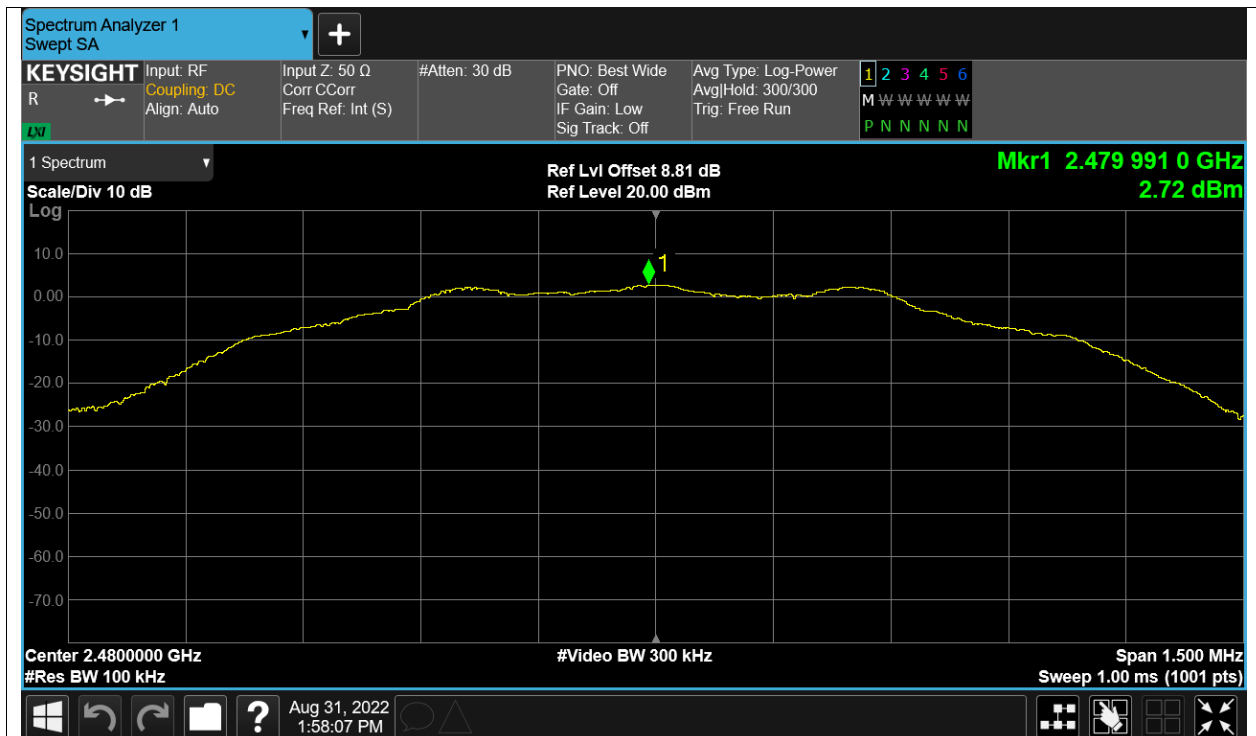 Spectrum Analyzer 1
Swept SA
KEYSIGHT
R
LXI
Input: RF
Coupling: DC
Align: Auto
Input Z: 50 Ω
Corr CCorr
Freq Ref: Int (S)
#Atten: 30 dB
PNO: Best Wide
Gate: Off
IF Gain: Low
Sig Track: Off
Avg Type: Log-Power
Avg|Hold: 300/300
Trig: Free Run
1 2 3 4 5 6
M W W W W W
P N N N N N
1 Spectrum
Scale/Div 10 dB
Ref Lvl Offset 8.81 dB
Ref Level 20.00 dBm
Mkr1 2.479 991 0 GHz
2.72 dBm
Log
10.0
0.00
-10.0
-20.0
-30.0
-40.0
-50.0
-60.0
-70.0
1
Center 2.4800000 GHz
#Res BW 100 kHz
#Video BW 300 kHz
Span 1.500 MHz
Sweep 1.00 ms (1001 pts)
?
Aug 31, 2022
1:58:07 PM